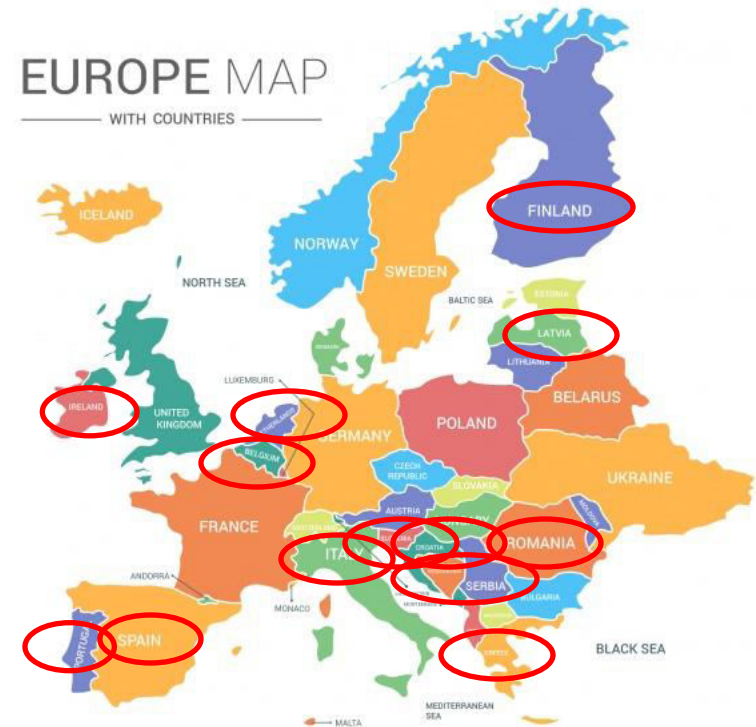 EUROPE MAP
WITH COUNTRIES
ICELAND
FINLAND
NORWAY
SWEDEN
NORTH SEA
BALTIC SEA
ESTONIA
LATVIA
LITHUANIA
DENMARK
LUXEMBURG
IRELAND
UNITED
KINGDOM
BELARUS
POLAND
GERMANY
BELGIUM
CZECH
REPUBLIC
UKRAINE
SLOVAKIA
AUSTRIA
MOLDOVA
FRANCE
ROMANIA
CROATIA
ITALY
ANDORRA
SERBIA
BULGARIA
MONACO
SPAIN
PORTUGAL
BLACK SEA
MEDITERRANEAN
SEA
MALTA